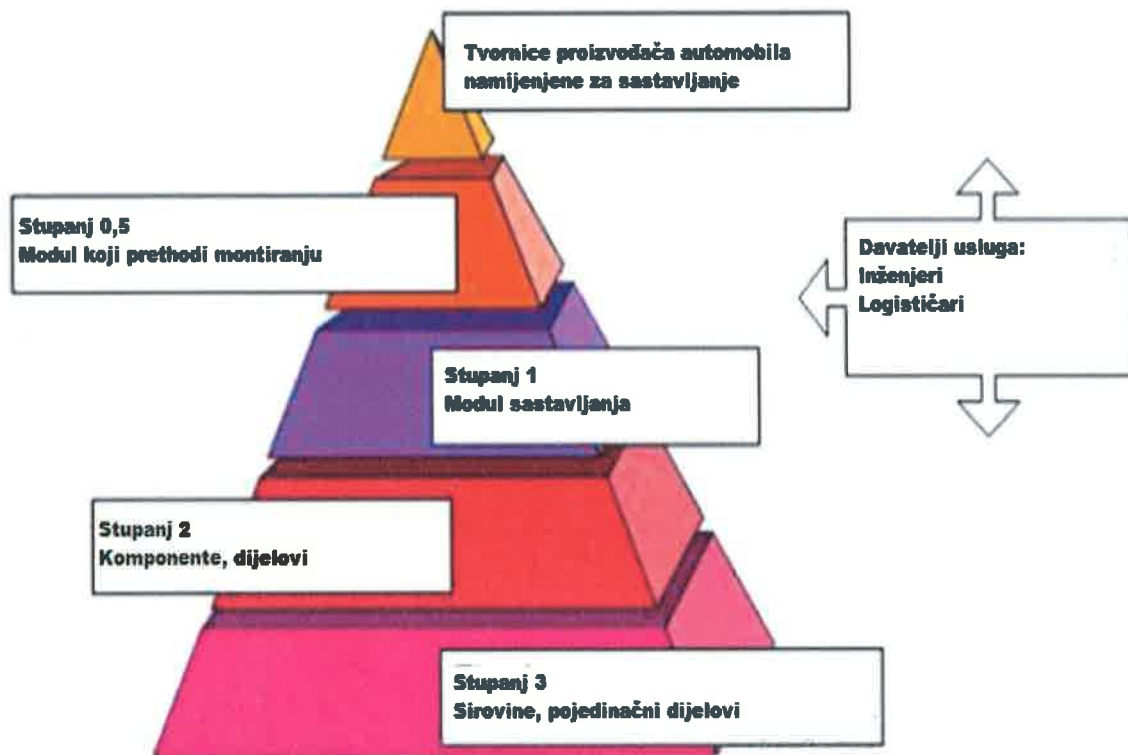 Tvornice proizvođača automobila
namijenjene za sastavljanje
Stupanj 0,5
Modul koji prethodi montiranju
Davatelji usluga:
Inženjeri
Logističari
Stupanj 1
Modul sastavljanja
Stupanj 2
Komponente, dijelovi
Stupanj 3
Sirovine, pojedinačni dijelovi